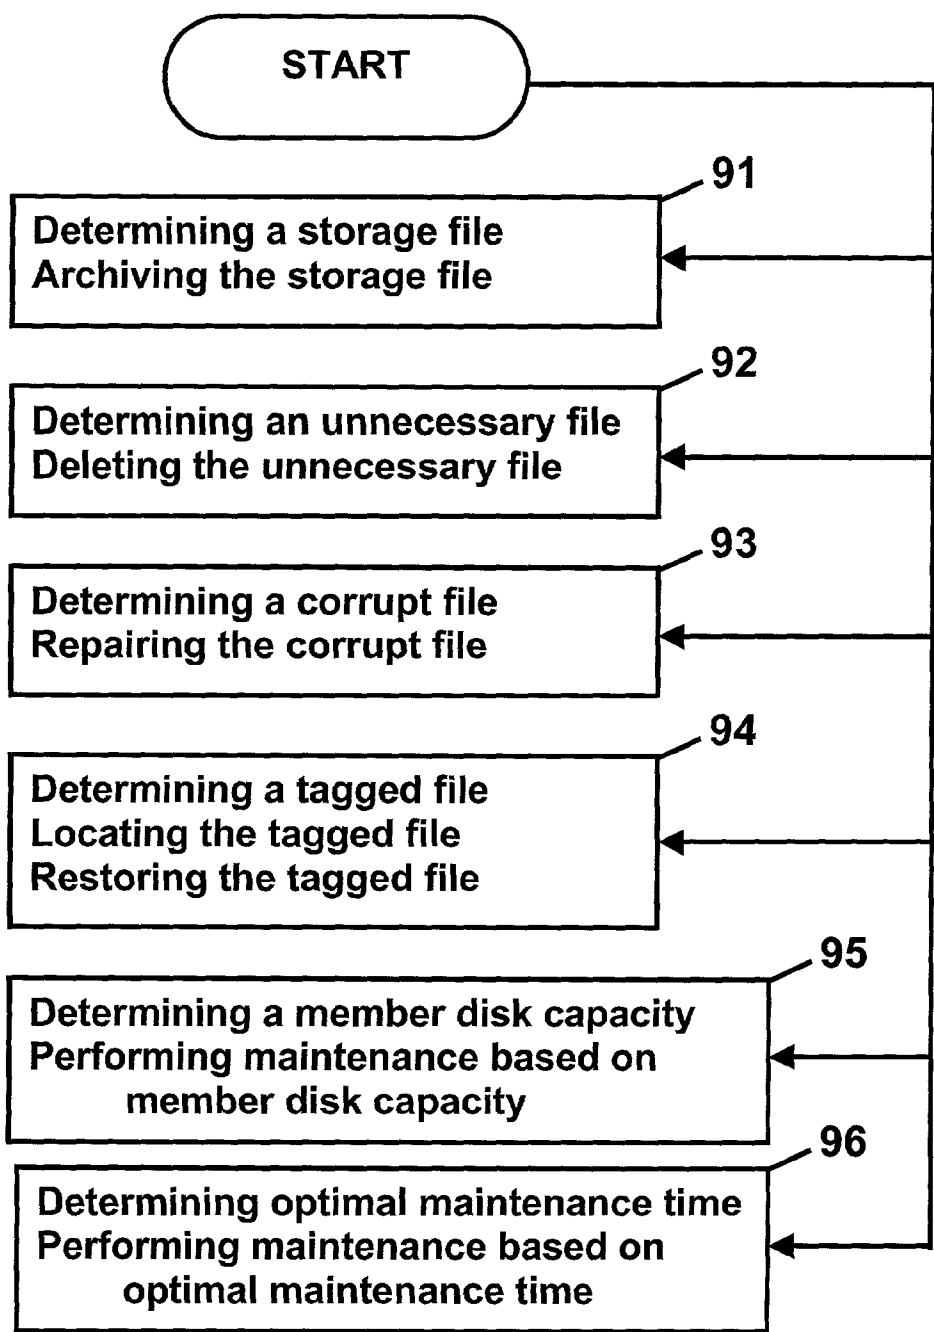 START
91
Determining a storage file
Archiving the storage file
92
Determining an unnecessary file
Deleting the unnecessary file
93
Determining a corrupt file
Repairing the corrupt file
94
Determining a tagged file
Locating the tagged file
Restoring the tagged file
95
Determining a member disk capacity
Performing maintenance based on
member disk capacity
96
Determining optimal maintenance time
Performing maintenance based on
optimal maintenance time